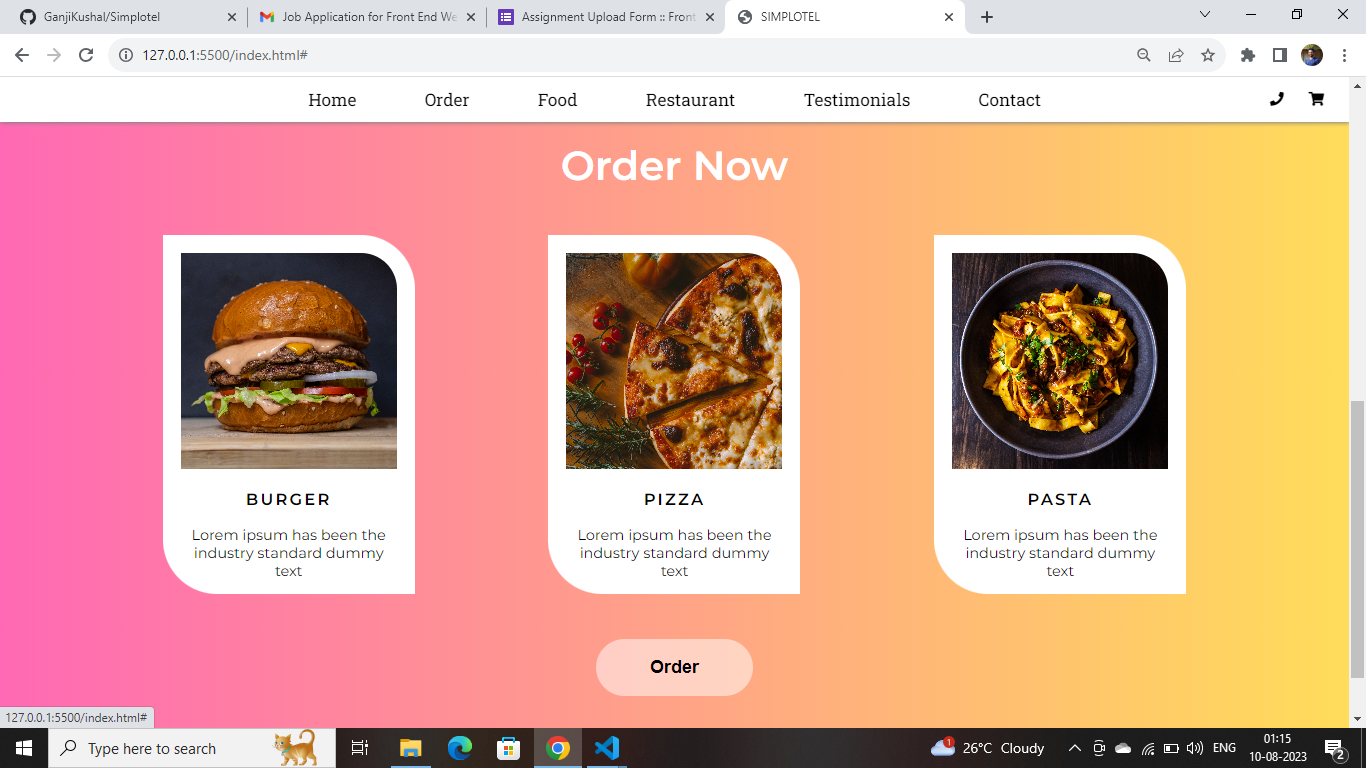 GanjiKushal/Simplotel
Job Application for Front End We
Assignment Upload Form :: Front
SIMPLOTEL
127.0.0.1:5500/index.html#
Home Order Food Restaurant Testimonials Contact
Order Now
BURGER
Lorem ipsum has been the
industry standard dummy
text
PIZZA
Lorem ipsum has been the
industry standard dummy
text
PASTA
Lorem ipsum has been the
industry standard dummy
text
Order
127.0.0.1:5500/index.html#
Type here to search
1
26°C Cloudy
ENG
01:15
10-08-2023
2